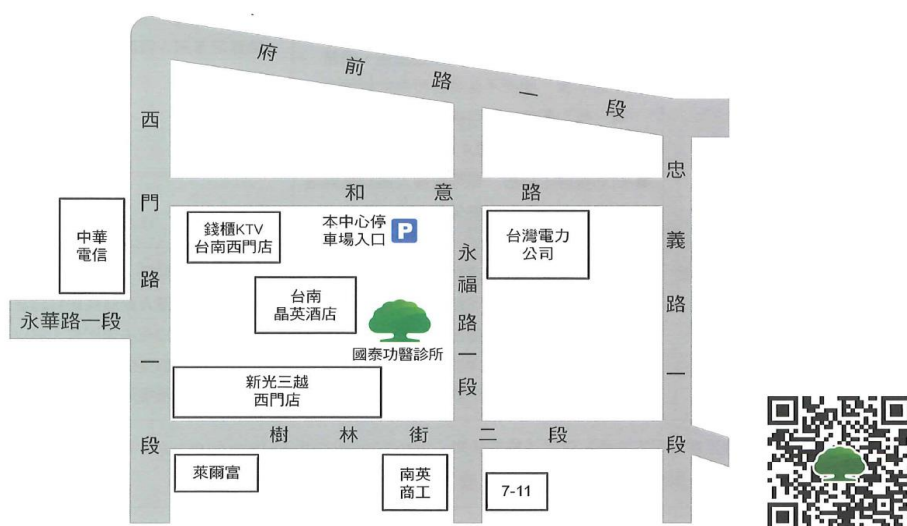 府前路一段
西門路一段
和意路
忠義路一段
中華
電信
錢櫃KTV
台南西門店
本中心停
車場入口
P
永福路一段
台灣電力
公司
台南
晶英酒店
永華路一段
國泰功醫診所
新光三越
西門店
樹林街二段
萊爾富
南英
商工
7-11